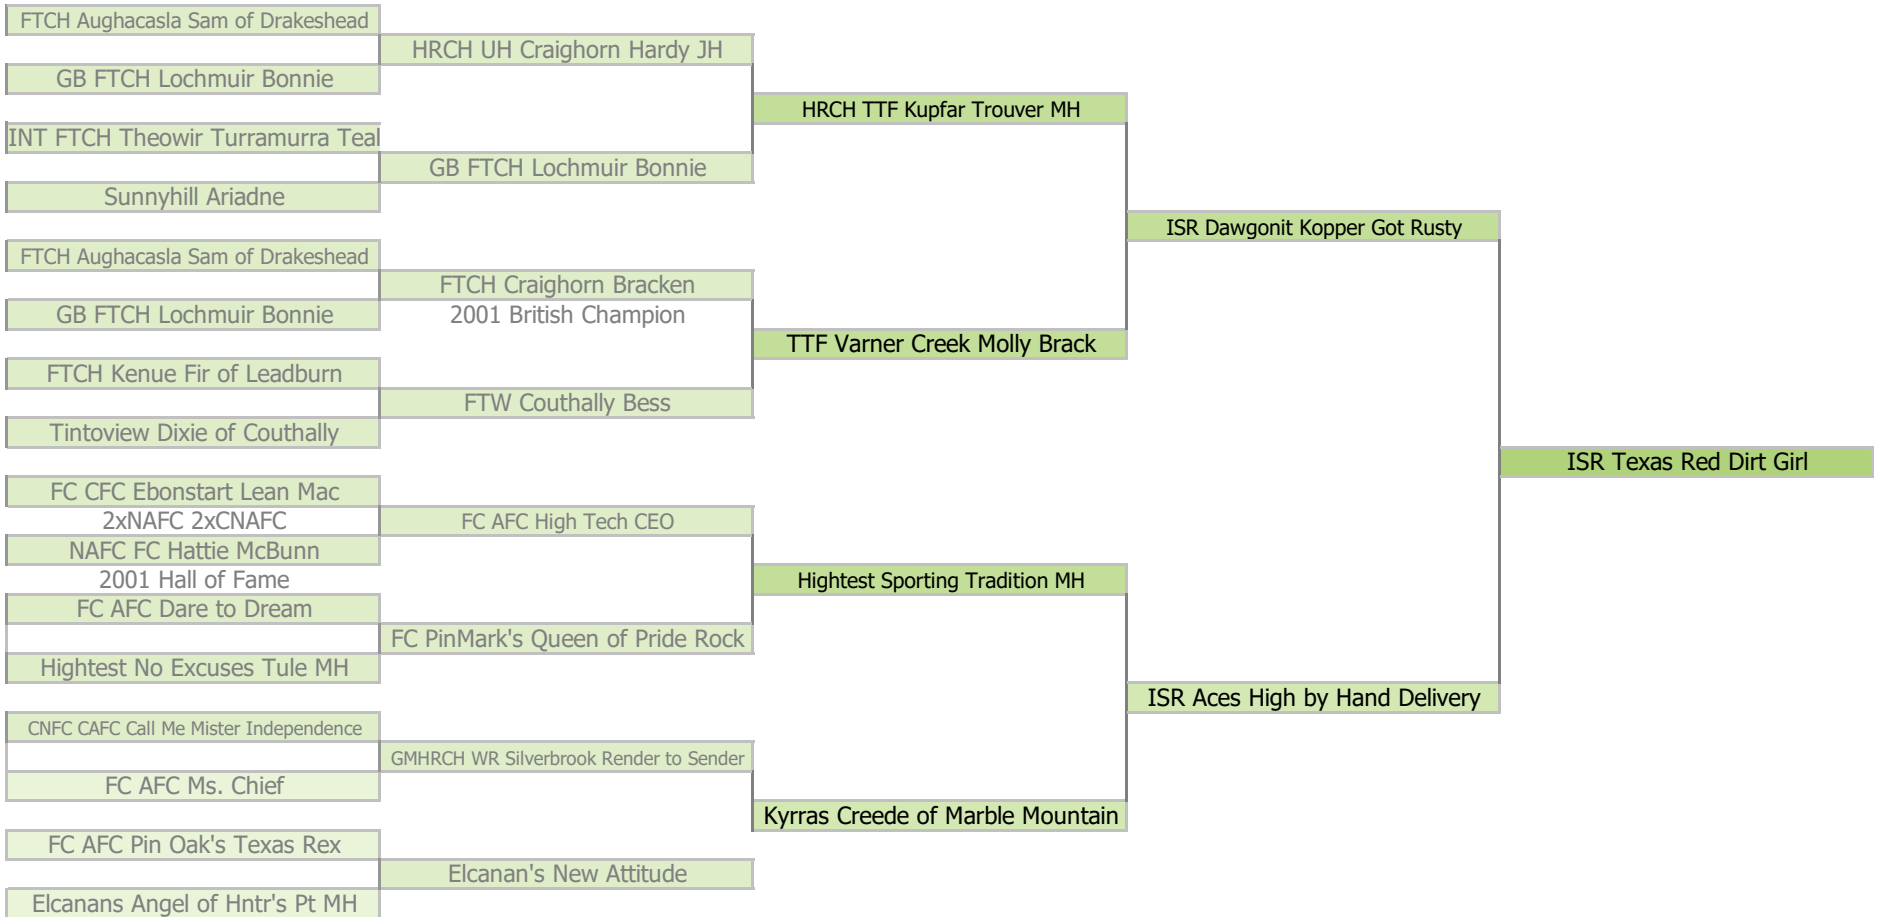 FTCH Aughacasla Sam of Drakeshead
HRCH UH Craighorn Hardy JH
GB FTCH Lochmuir Bonnie
HRCH TTF Kupfar Trouver MH
INT FTCH Theowir Turramurra Teal
GB FTCH Lochmuir Bonnie
Sunnyhill Ariadne
ISR Dawgonit Kopper Got Rusty
FTCH Aughacasla Sam of Drakeshead
FTCH Craighorn Bracken
GB FTCH Lochmuir Bonnie
2001 British Champion
TTF Varner Creek Molly Brack
FTCH Kenue Fir of Leadburn
FTW Couthally Bess
Tintoview Dixie of Couthally
ISR Texas Red Dirt Girl
FC CFC Ebonstart Lean Mac
2xNAFC 2xCNAFC
FC AFC High Tech CEO
NAFC FC Hattie McBunn
2001 Hall of Fame
Hightest Sporting Tradition MH
FC AFC Dare to Dream
FC PinMark's Queen of Pride Rock
Hightest No Excuses Tule MH
ISR Aces High by Hand Delivery
CNFC CAFC Call Me Mister Independence
GMHRCH WR Silverbrook Render to Sender
FC AFC Ms. Chief
Kyrras Creede of Marble Mountain
FC AFC Pin Oak's Texas Rex
Elcanan's New Attitude
Elcanans Angel of Hntr's Pt MH